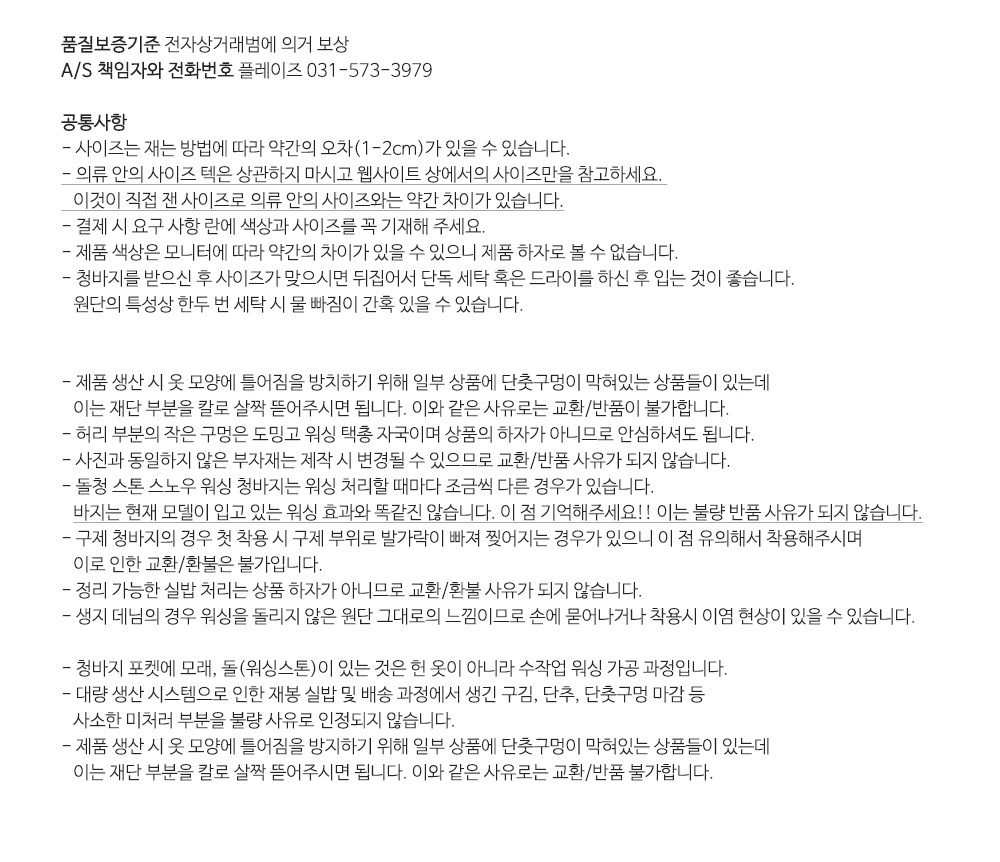 품질보증기준 전자상거래법에 의거 보상
A/S 책임자와 전화번호 플레이즈 031-573-3979
공통사항
- 사이즈는 재는 방법에 따라 약간의 오차(1-2cm)가 있을 수 있습니다.
- 의류 안의 사이즈 텍은 상관하지 마시고 웹사이트 상에서의 사이즈만을 참고하세요.
이것이 직접 잰 사이즈로 의류 안의 사이즈와는 약간 차이가 있습니다.
- 결제 시 요구 사항 란에 색상과 사이즈를 꼭 기재해 주세요.
- 제품 색상은 모니터에 따라 약간의 차이가 있을 수 있으니 제품 하자로 볼 수 없습니다.
- 청바지를 받으신 후 사이즈가 맞으시면 뒤집어서 단독 세탁 혹은 드라이를 하신 후 입는 것이 좋습니다.
원단의 특성상 한두 번 세탁 시 물 빠짐이 간혹 있을 수 있습니다.
- 제품 생산 시 옷 모양에 틀어짐을 방치하기 위해 일부 상품에 단춧구멍이 막혀있는 상품들이 있는데
이는 재단 부분을 칼로 살짝 뜯어주시면 됩니다. 이와 같은 사유로는 교환/반품이 불가합니다.
- 허리 부분의 작은 구멍은 도밍고 워싱 택총 자국이며 상품의 하자가 아니므로 안심하셔도 됩니다.
- 사진과 동일하지 않은 부자재는 제작 시 변경될 수 있으므로 교환/반품 사유가 되지 않습니다.
- 돌청 스톤 스노우 워싱 청바지는 워싱 처리할 때마다 조금씩 다른 경우가 있습니다.
바지는 현재 모델이 입고 있는 워싱 효과와 똑같진 않습니다. 이 점 기억해주세요!! 이는 불량 반품 사유가 되지 않습니다.
- 구제 청바지의 경우 첫 착용 시 구제 부위로 발가락이 빠져 찢어지는 경우가 있으니 이 점 유의해서 착용해주시며
이로 인한 교환/환불은 불가입니다.
- 정리 가능한 실밥 처리는 상품 하자가 아니므로 교환/환불 사유가 되지 않습니다.
- 생지 데님의 경우 워싱을 돌리지 않은 원단 그대로의 느낌이므로 손에 묻어나거나 착용시 이염 현상이 있을 수 있습니다.
- 청바지 포켓에 모래, 돌(워싱스톤)이 있는 것은 헌 옷이 아니라 수작업 워싱 가공 과정입니다.
- 대량 생산 시스템으로 인한 재봉 실밥 및 배송 과정에서 생긴 구김, 단추, 단춧구멍 마감 등
사소한 미처러 부분을 불량 사유로 인정되지 않습니다.
- 제품 생산 시 옷 모양에 틀어짐을 방지하기 위해 일부 상품에 단춧구멍이 막혀있는 상품들이 있는데
이는 재단 부분을 칼로 살짝 뜯어주시면 됩니다. 이와 같은 사유로는 교환/반품 불가합니다.